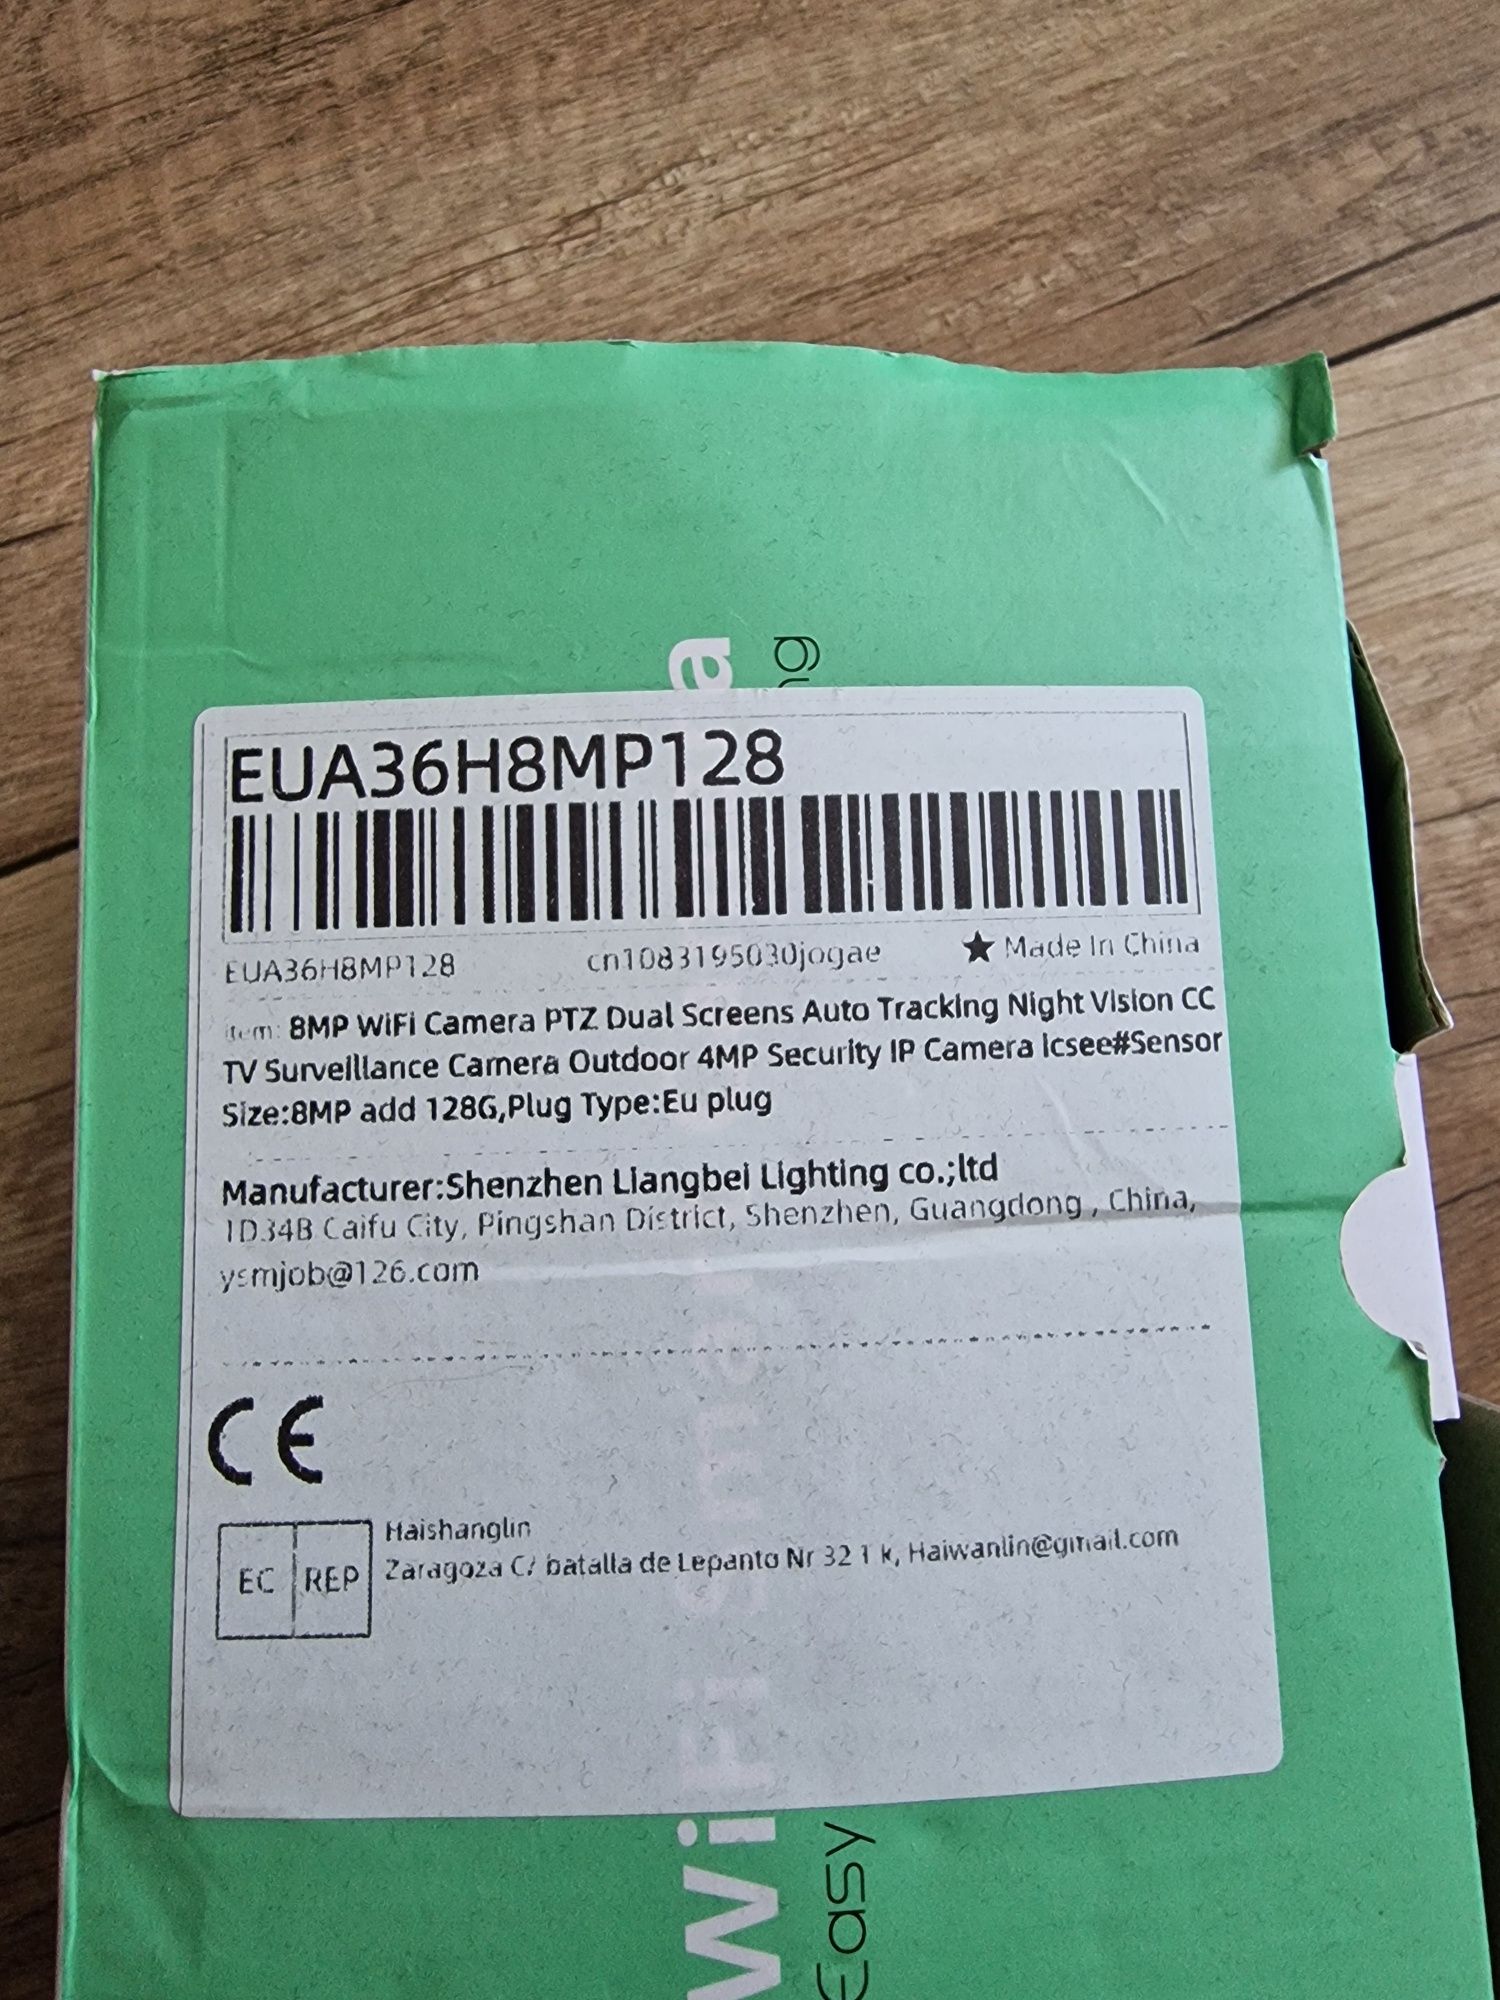 a
ng
EUA36H8MP128
EUA36H8MP128 cn1083195030jogae ★ Made In China
item: 8MP WiFi Camera PTZ Dual Screens Auto Tracking Night Vision CC
TV Surveillance Camera Outdoor 4MP Security IP Camera Icsee#Sensor
Size:8MP add 128G,Plug Type:Eu plug
Manufacturer:Shenzhen Liangbei Lighting co.;ltd
1D34B Caifu City, Pingshan District, Shenzhen, Guangdong , China,
ysmjob@126.com
CE
EC REP
Haishanglin
Zaragoza C/ batalla de Lepanto Nr 32 1 k, Haiwanlin@gmail.com
WiFi Sma
Easy